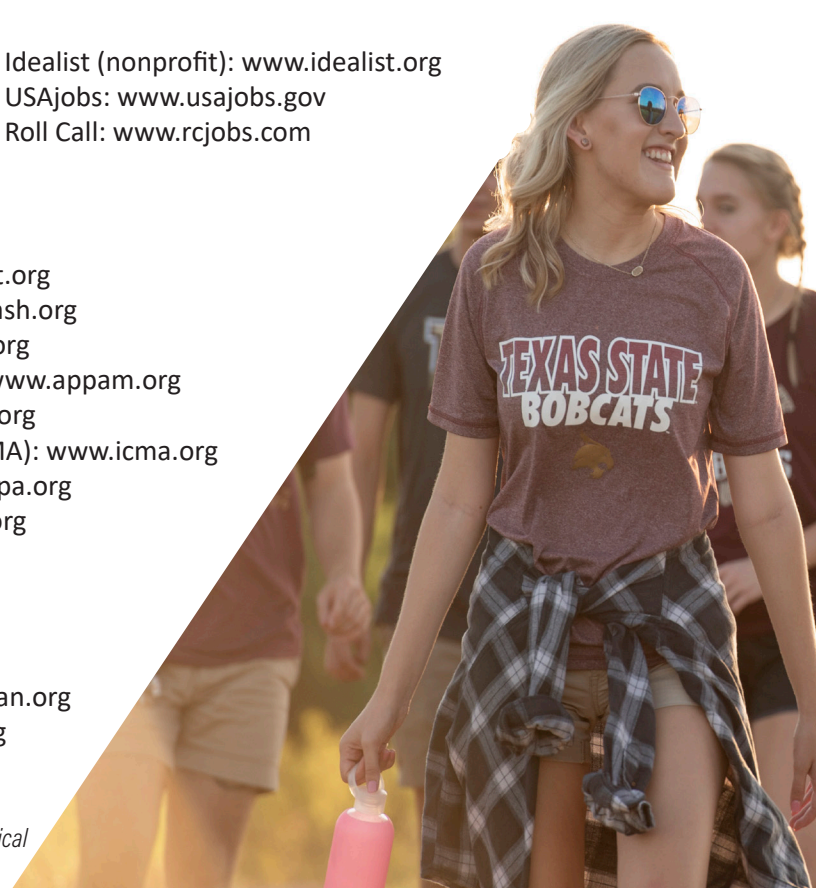 Idealist (nonprofit): www.idealist.org
USAjobs: www.usajobs.gov
Roll Call: www.rcjobs.com
t.org
ash.org
org
www.appam.org
org
MA): www.icma.org
pa.org
org
an.org
g
ical
TEXAS STATE
BOBCATS